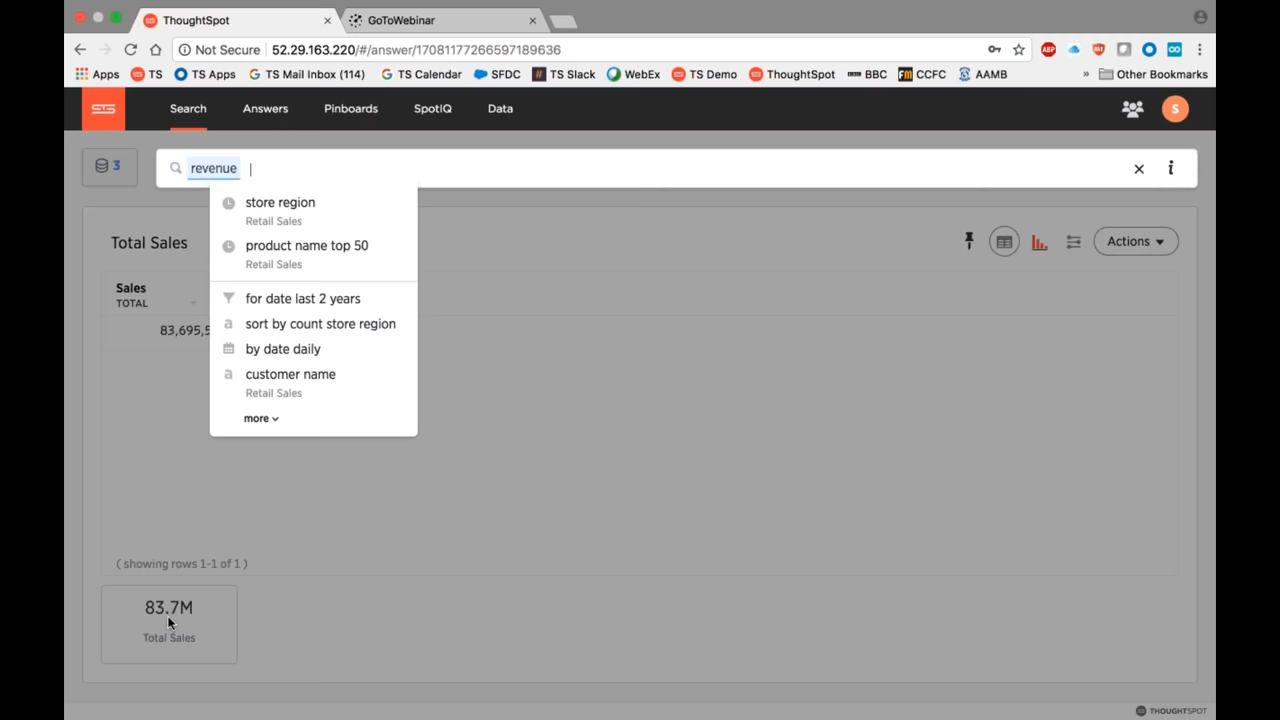 ThoughtSpot
GoToWebinar
Not Secure 52.29.163.220/#/answer/17081177266597189636
ABP
Apps TS TS Apps TS Mail Inbox (114) TS Calendar SFDC TS Slack WebEx TS Demo ThoughtSpot BBC CCFC AAMB » Other Bookmarks
Search Answers Pinboards SpotIQ Data S
3 revenue i
store region
Retail Sales
product name top 50
Retail Sales
for date last 2 years
a sort by count store region
by date daily
a customer name
Retail Sales
more
Total Sales
Actions
Sales
TOTAL
83,695,5
( showing rows 1-1 of 1 )
83.7M
Total Sales
THOUGHTSPOT